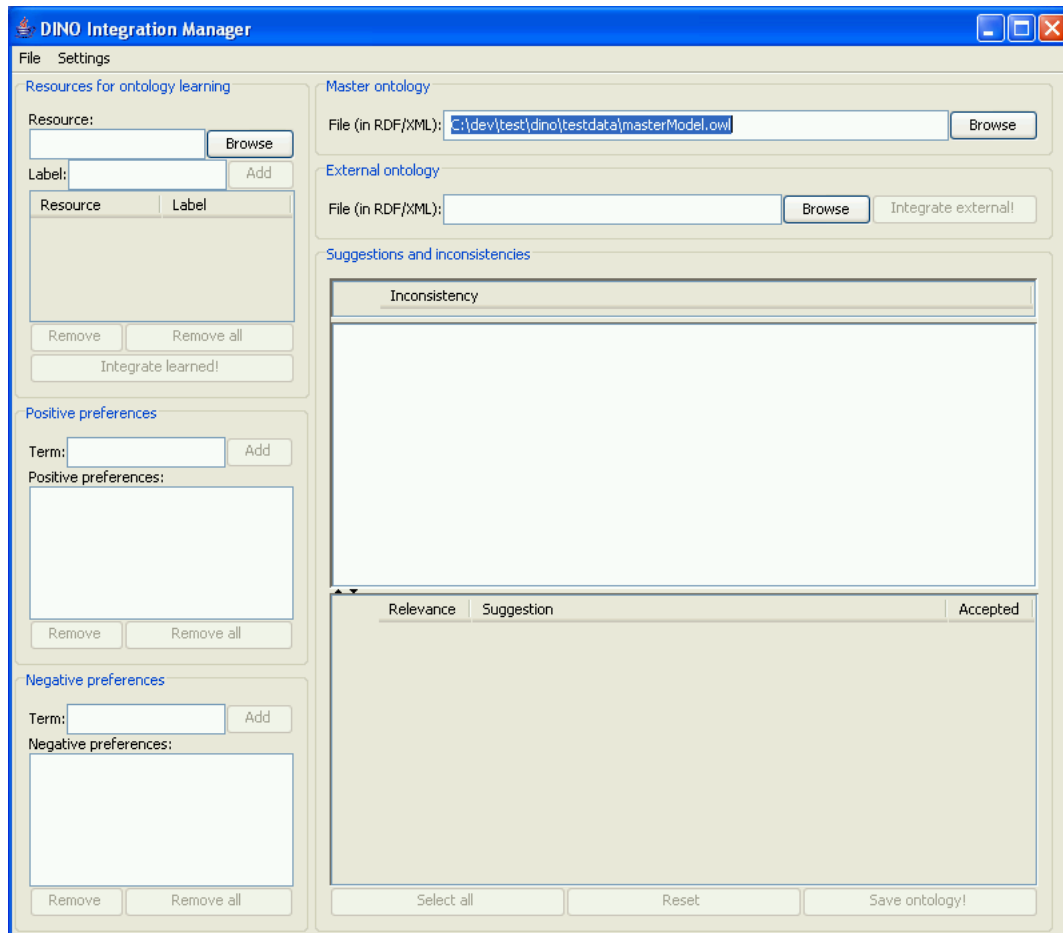 DINO Integration Manager
File Settings
Resources for ontology learning
Resource:
Browse
Label: Add
Resource Label
Remove Remove all
Integrate learned!
Positive preferences
Term: Add
Positive preferences:
Remove Remove all
Negative preferences
Term: Add
Negative preferences:
Remove Remove all
Master ontology
File (in RDF/XML): C:\dev\test\dino\testdata\masterModel.owl Browse
External ontology
File (in RDF/XML): Browse Integrate external!
Suggestions and inconsistencies
Inconsistency
Relevance Suggestion Accepted
Select all Reset Save ontology!